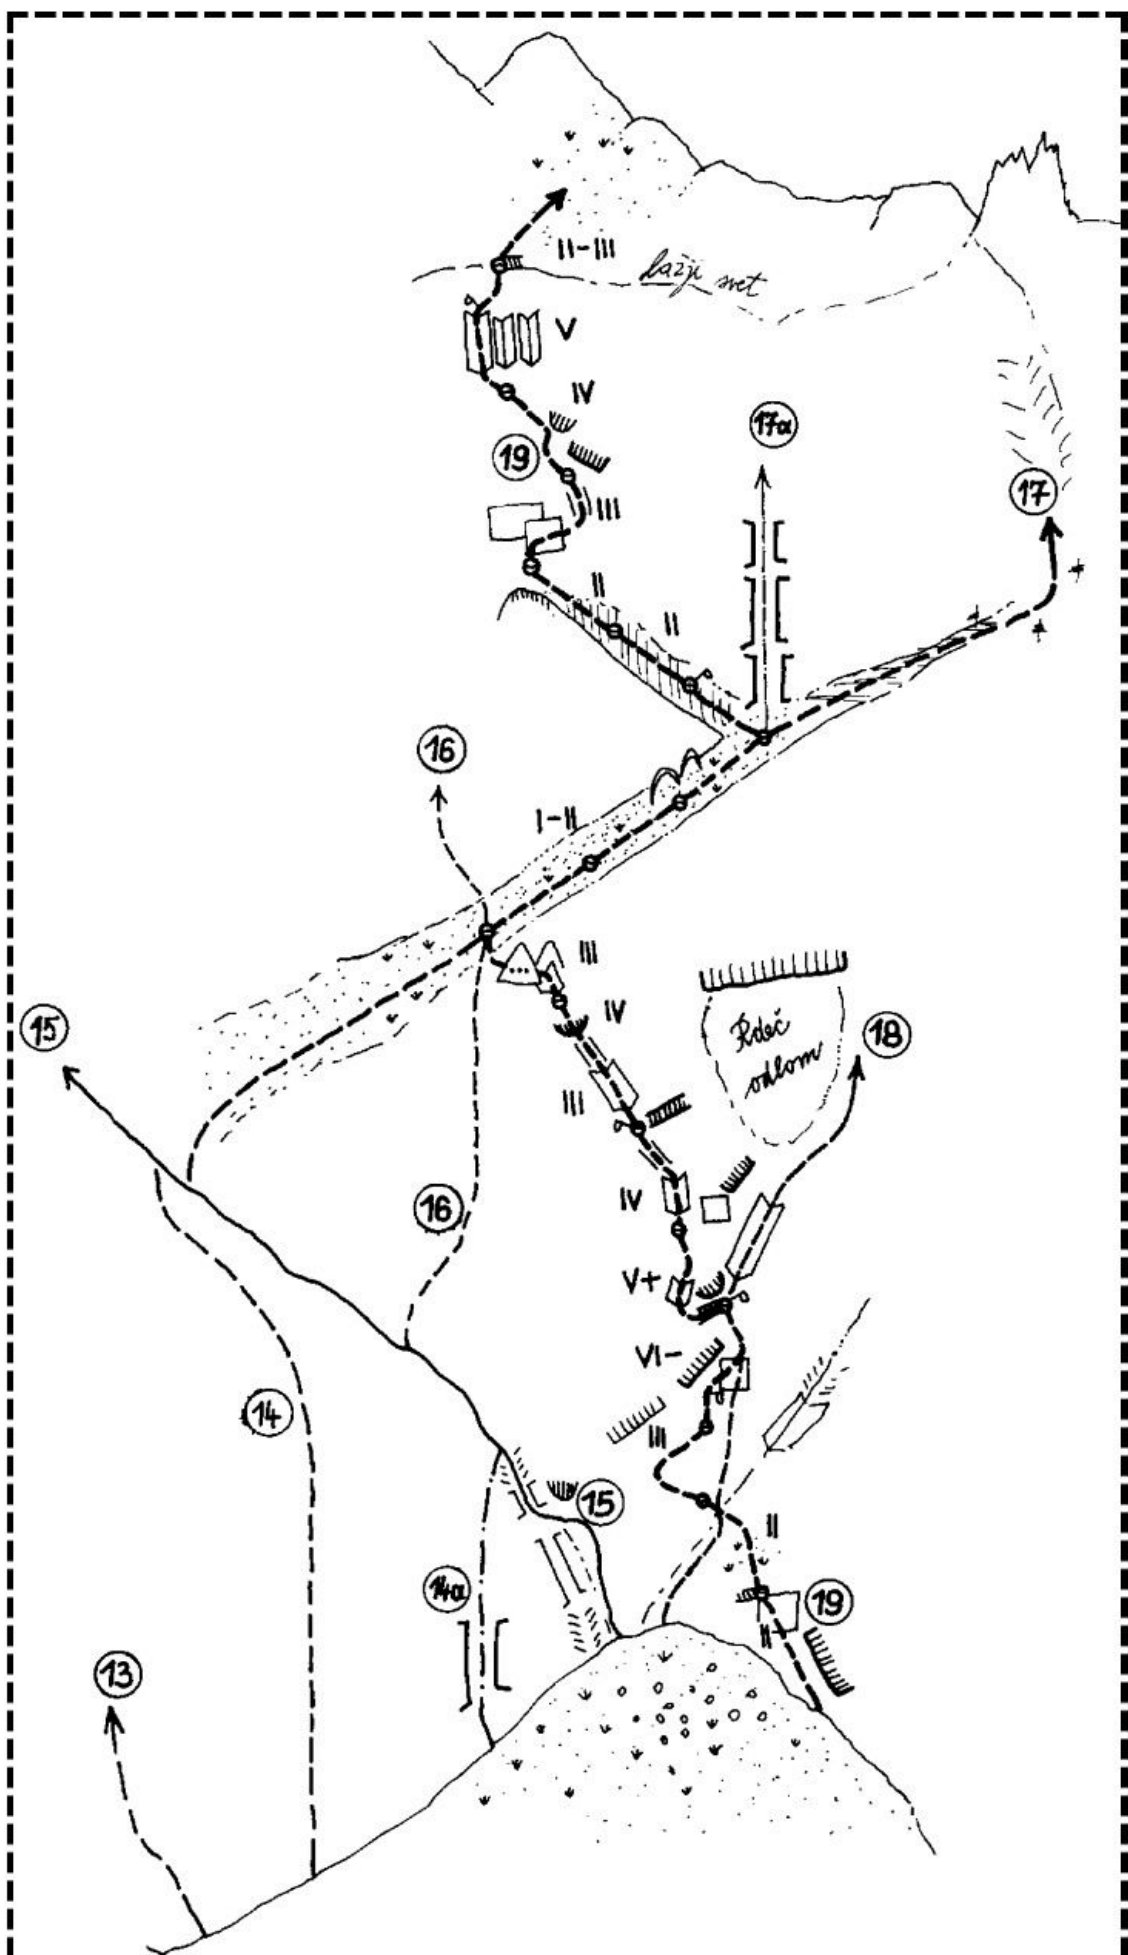 II-III
lažji svet
V
IV
17a
19
17
III
II
II
16
I-II
III
15
IV
Rdeč
odlom
18
III
IV
16
V+
VI-
14
III
15
II
14a
19
II
13